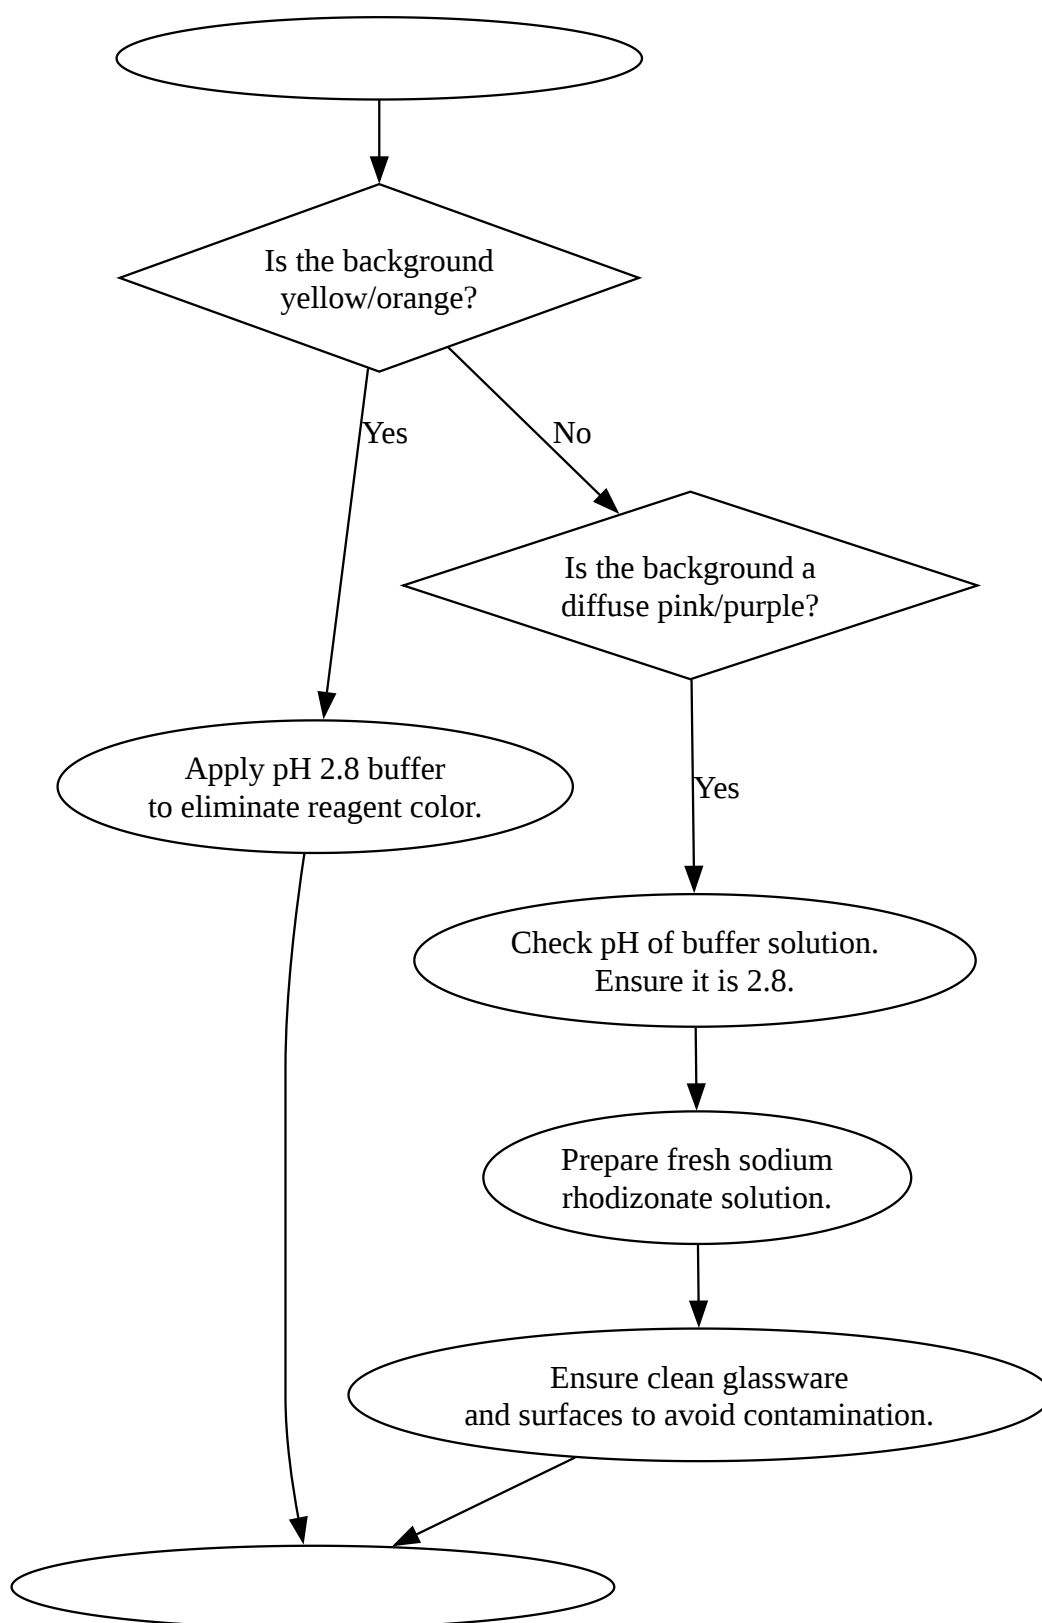 Is the background
yellow/orange?
Yes
No
Is the background a
diffuse pink/purple?
Apply pH 2.8 buffer
to eliminate reagent color.
Yes
Check pH of buffer solution.
Ensure it is 2.8.
Prepare fresh sodium
rhodizonate solution.
Ensure clean glassware
and surfaces to avoid contamination.